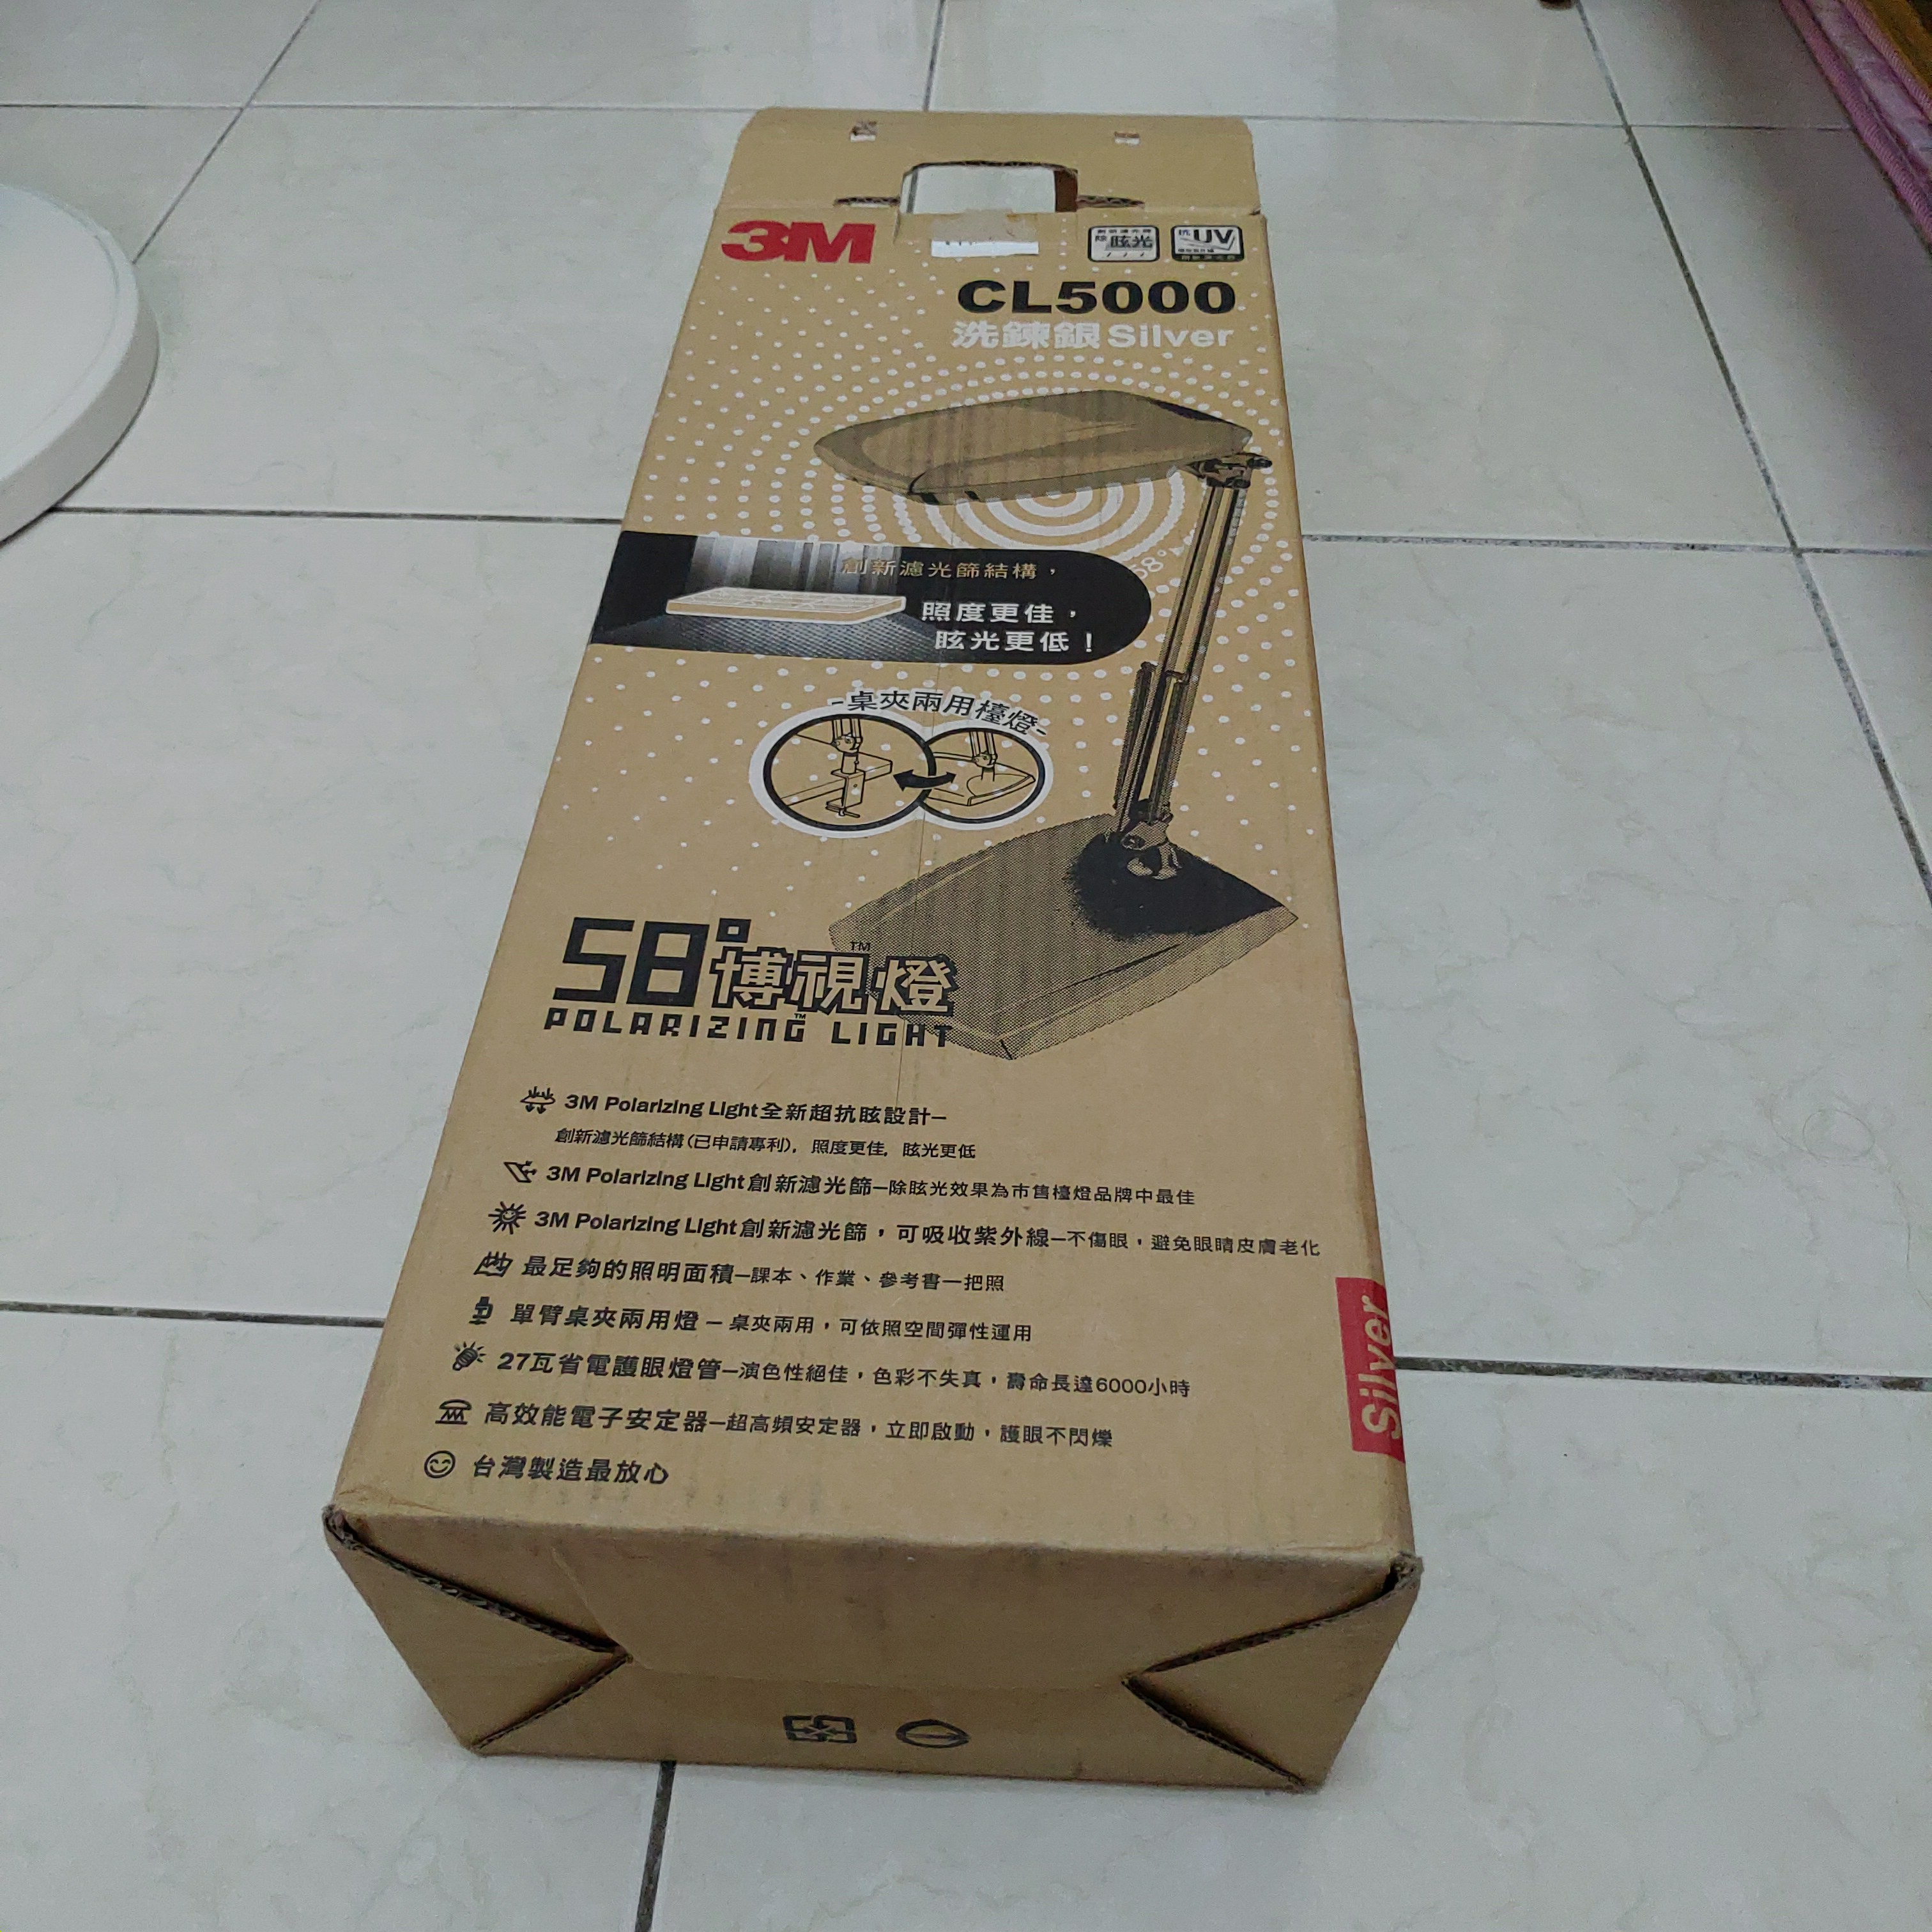 3M
除 眩光
抗 UV
CL5000
洗鍊銀Silver
58°
創新濾光篩結構，
照度更佳，
眩光更低！
-桌夾兩用檯燈-
58°博視燈™
POLARIZING™ LIGHT
3M Polarizing Light全新超抗眩設計—
創新濾光篩結構(已申請專利)，照度更佳，眩光更低
3M Polarizing Light創新濾光篩—除眩光效果為市售檯燈品牌中最佳
3M Polarizing Light創新濾光篩，可吸收紫外線—不傷眼，避免眼睛皮膚老化
最足夠的照明面積—課本、作業、參考書一把照
單臂桌夾兩用燈－桌夾兩用，可依照空間彈性運用
27瓦省電護眼燈管—演色性絕佳，色彩不失真，壽命長達6000小時
高效能電子安定器—超高頻安定器，立即啟動，護眼不閃爍
台灣製造最放心
Silver